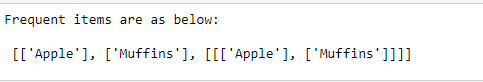 Frequent items are as below:
[['Apple'], ['Muffins'], [[['Apple'], ['Muffins']]]]